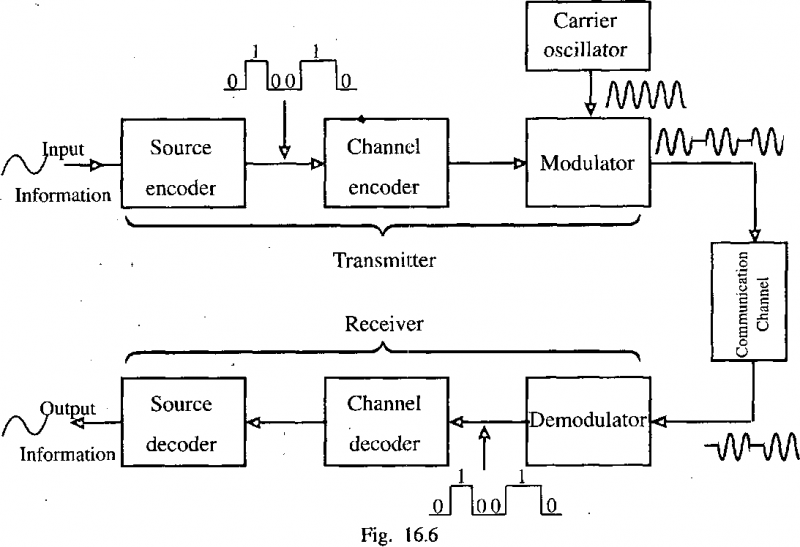 Carrier
oscillator
0 1 0 0 1 0
Input
Information
Source
encoder
Channel
encoder
Modulator
Transmitter
Communication
Channel
Receiver
Output
Information
Source
decoder
Channel
decoder
Demodulator
0 1 0 0 1 0
Fig. 16.6